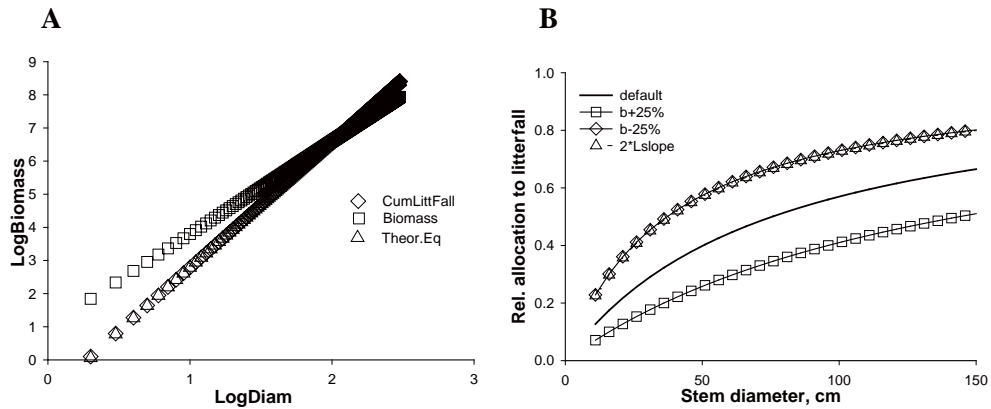 A
LogBiomass
9
8
7
6
5
4
3
2
1
0
0 1 2 3
LogDiam
CumLittFall
Biomass
Theor.Eq
B
Rel. allocation to litterfall
1.0
0.8
0.6
0.4
0.2
0.0
0 50 100 150
Stem diameter, cm
default
b+25%
b-25%
2*Lslope